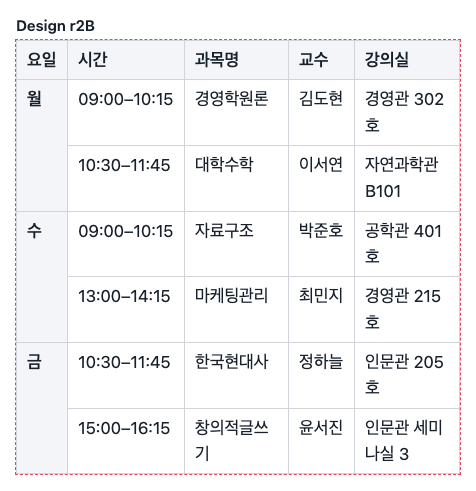 Design r2B
요일 시간 과목명 교수 강의실
월 09:00–10:15 경영학원론 김도현 경영관 302
호
10:30–11:45 대학수학 이서연 자연과학관
B101
수 09:00–10:15 자료구조 박준호 공학관 401
호
13:00–14:15 마케팅관리 최민지 경영관 215
호
금 10:30–11:45 한국현대사 정하늘 인문관 205
호
15:00–16:15 창의적글쓰 윤서진 인문관 세미
기 나실 3